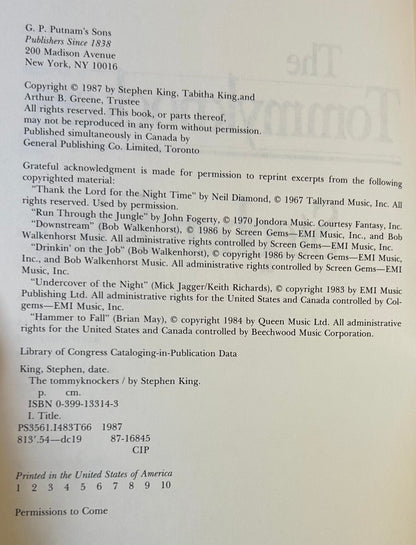 G. P. Putnam's Sons
Publishers Since 1838
200 Madison Avenue
New York, NY 10016
Copyright © 1987 by Stephen King, Tabitha King,and
Arthur B. Greene, Trustee
All rights reserved. This book, or parts thereof,
may not be reproduced in any form without permission.
Published simultaneously in Canada by
General Publishing Co. Limited, Toronto
Grateful acknowledgment is made for permission to reprint excerpts from the following
copyrighted material:
"Thank the Lord for the Night Time" by Neil Diamond, © 1967 Tallyrand Music, Inc. All
rights reserved. Used by permission.
"Run Through the Jungle" by John Fogerty, © 1970 Jondora Music. Courtesy Fantasy, Inc.
"Downstream" (Bob Walkenhorst), © 1986 by Screen Gems—EMI Music, Inc., and Bob
Walkenhorst Music. All administrative rights controlled by Screen Gems—EMI Music, Inc.
"Drinkin' on the Job" (Bob Walkenhorst), © copyright 1986 by Screen Gems—EMI Music,
Inc., and Bob Walkenhorst Music. All administrative rights controlled by Screen Gems—EMI
Music, Inc.
"Undercover of the Night" (Mick Jagger/Keith Richards), © copyright 1983 by EMI Music
Publishing Ltd. All administrative rights for the United States and Canada controlled by Col-
gems—EMI Music, Inc.
"Hammer to Fall" (Brian May), © copyright 1984 by Queen Music Ltd. All administrative
rights for the United States and Canada controlled by Beechwood Music Corporation.
Library of Congress Cataloging-in-Publication Data
King, Stephen, date.
The tommyknockers / by Stephen King.
p. cm.
ISBN 0-399-13314-3
I. Title.
PS3561.I483T66 1987
813'.54—dc19 87-16845
CIP
Printed in the United States of America
1 2 3 4 5 6 7 8 9 10
Permissions to Come